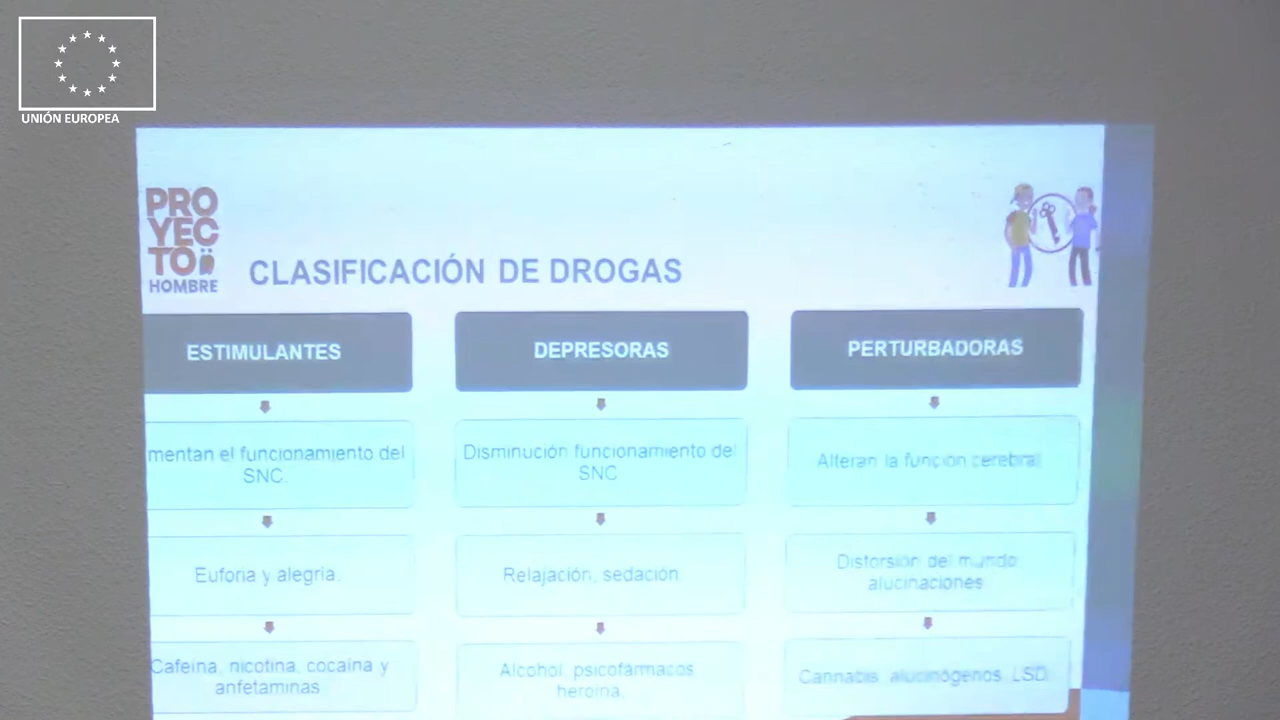 UNIÓN EUROPEA
PRO
YEC
TO
HOMBRE
CLASIFICACIÓN DE DROGAS
ESTIMULANTES
DEPRESORAS
PERTURBADORAS
mentan el funcionamiento del
SNC.
Disminución funcionamiento del
SNC
Alteran la función cerebral
Euforia y alegría.
Relajación, sedación
Distorsión del mundo
alucinaciones
Cafeína, nicotina, cocaína y
anfetaminas
Alcohol, psicofármacos
heroína,
Cannabis, alucinógenos, LSD